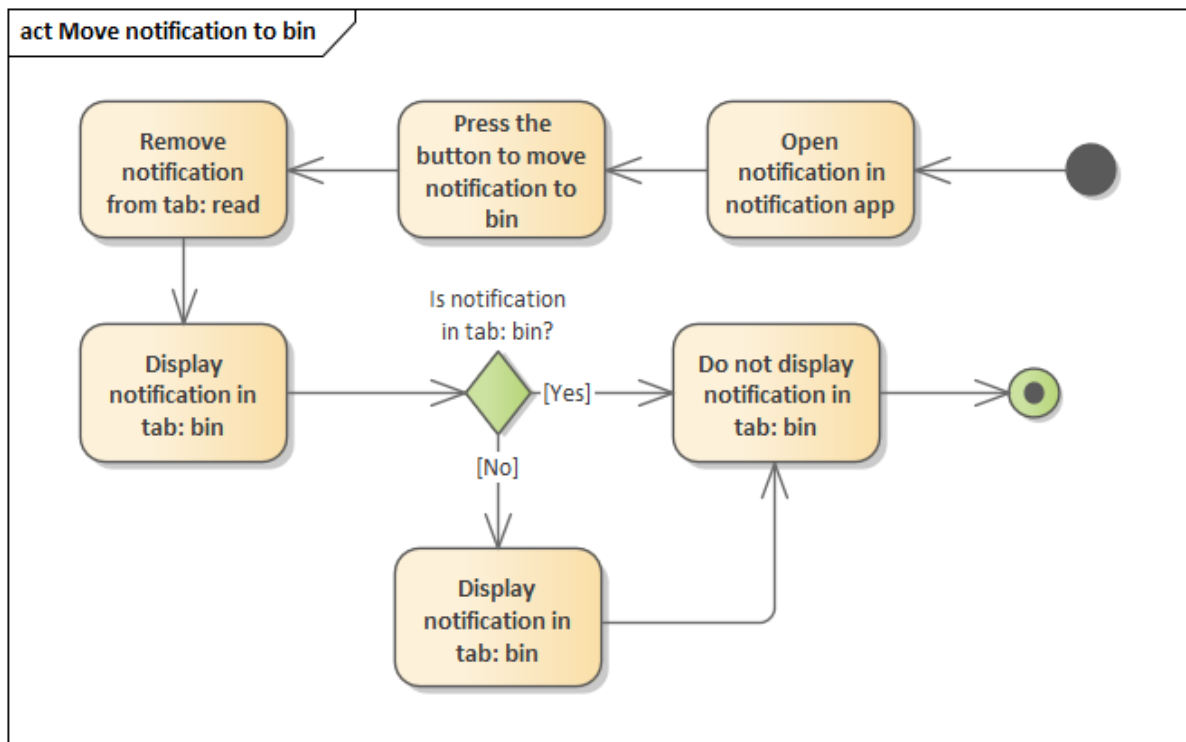 act Move notification to bin
Remove
notification
from tab: read
Press the
button to move
notification to
bin
Open
notification in
notification app
Display
notification in
tab: bin
Is notification
in tab: bin?
[Yes]
Do not display
notification in
tab: bin
[No]
Display
notification in
tab: bin